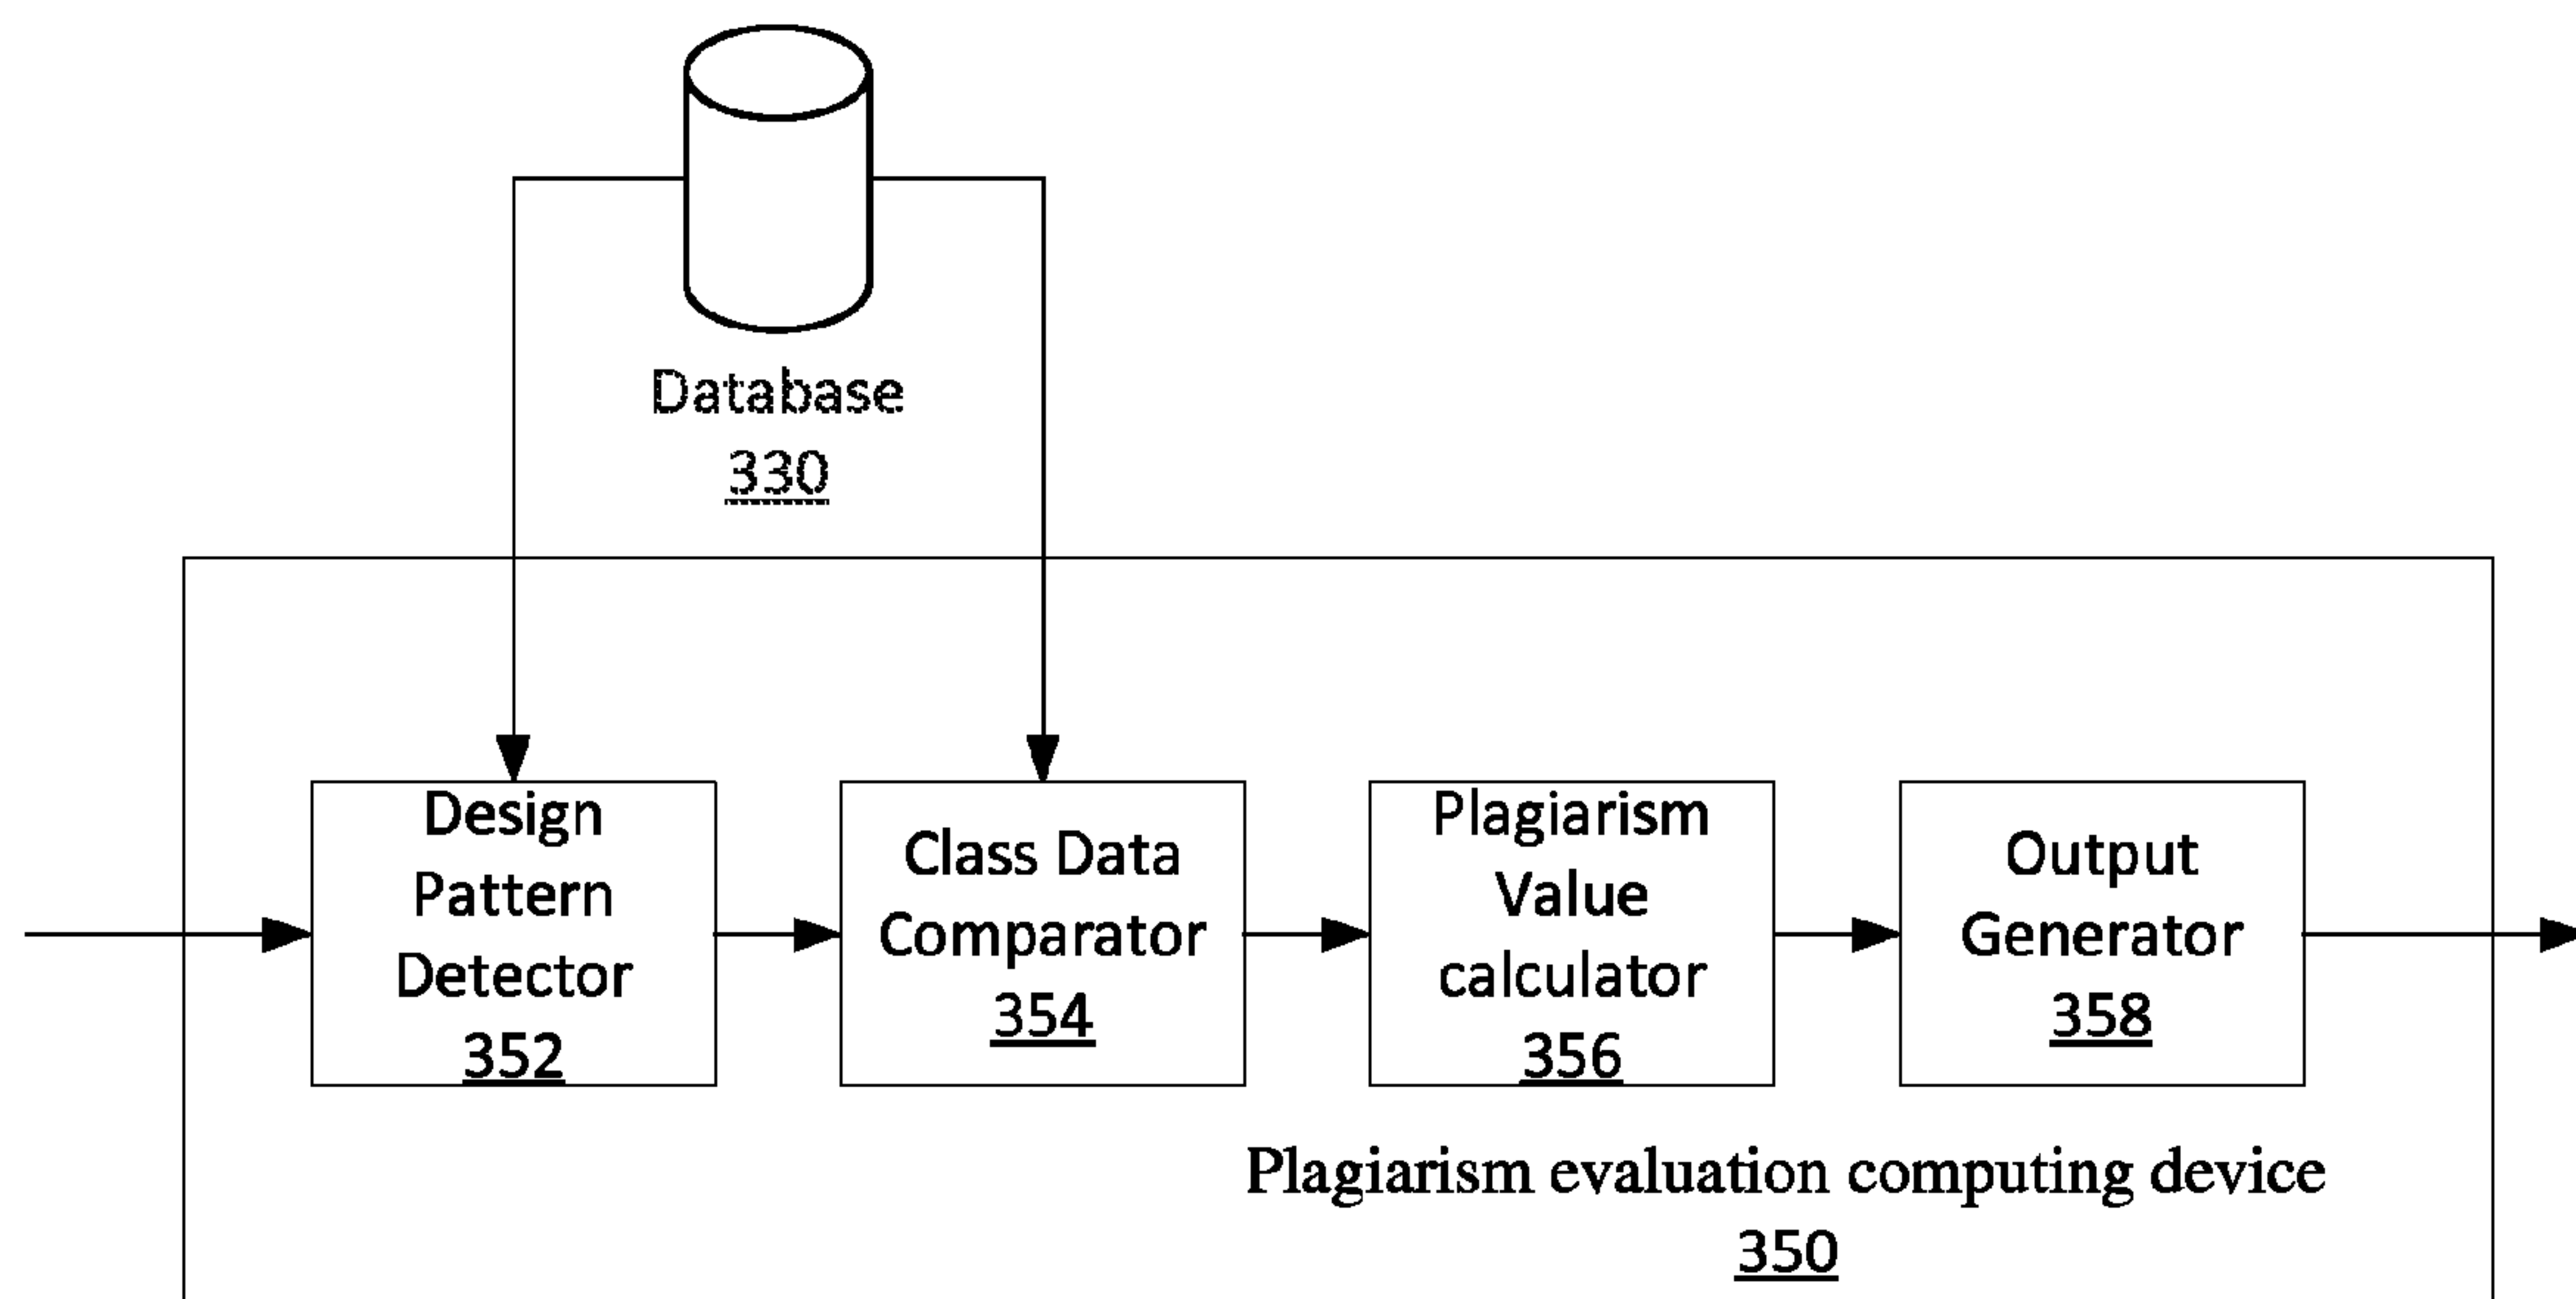 Database
330
Design
Pattern
Detector
352
Class Data
Comparator
354
Plagiarism
Value
calculator
356
Output
Generator
358
Plagiarism evaluation computing device
350